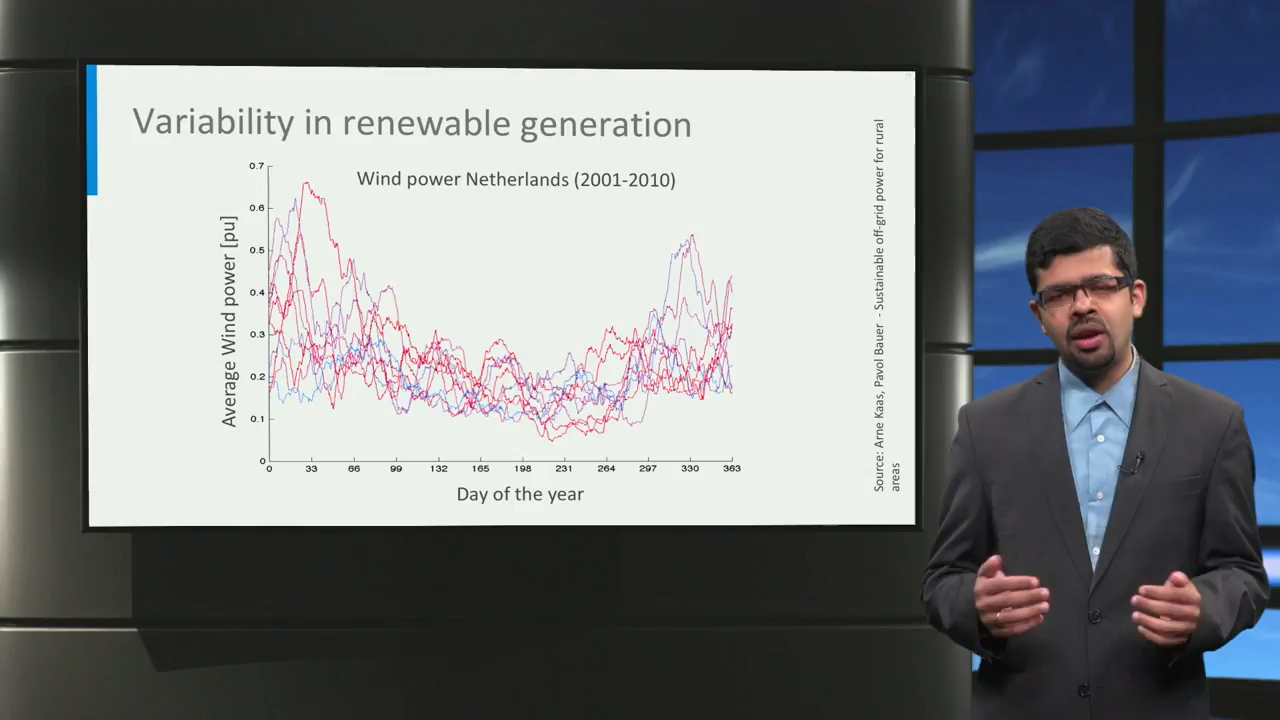 Variability in renewable generation
Wind power Netherlands (2001-2010)
Average Wind power [pu]
0.7
0.6
0.5
0.4
0.3
0.2
0.1
0
0 33 66 99 132 165 198 231 264 297 330 363
Day of the year
Source: Arne Kaas, Pavol Bauer - Sustainable off-grid power for rural
areas